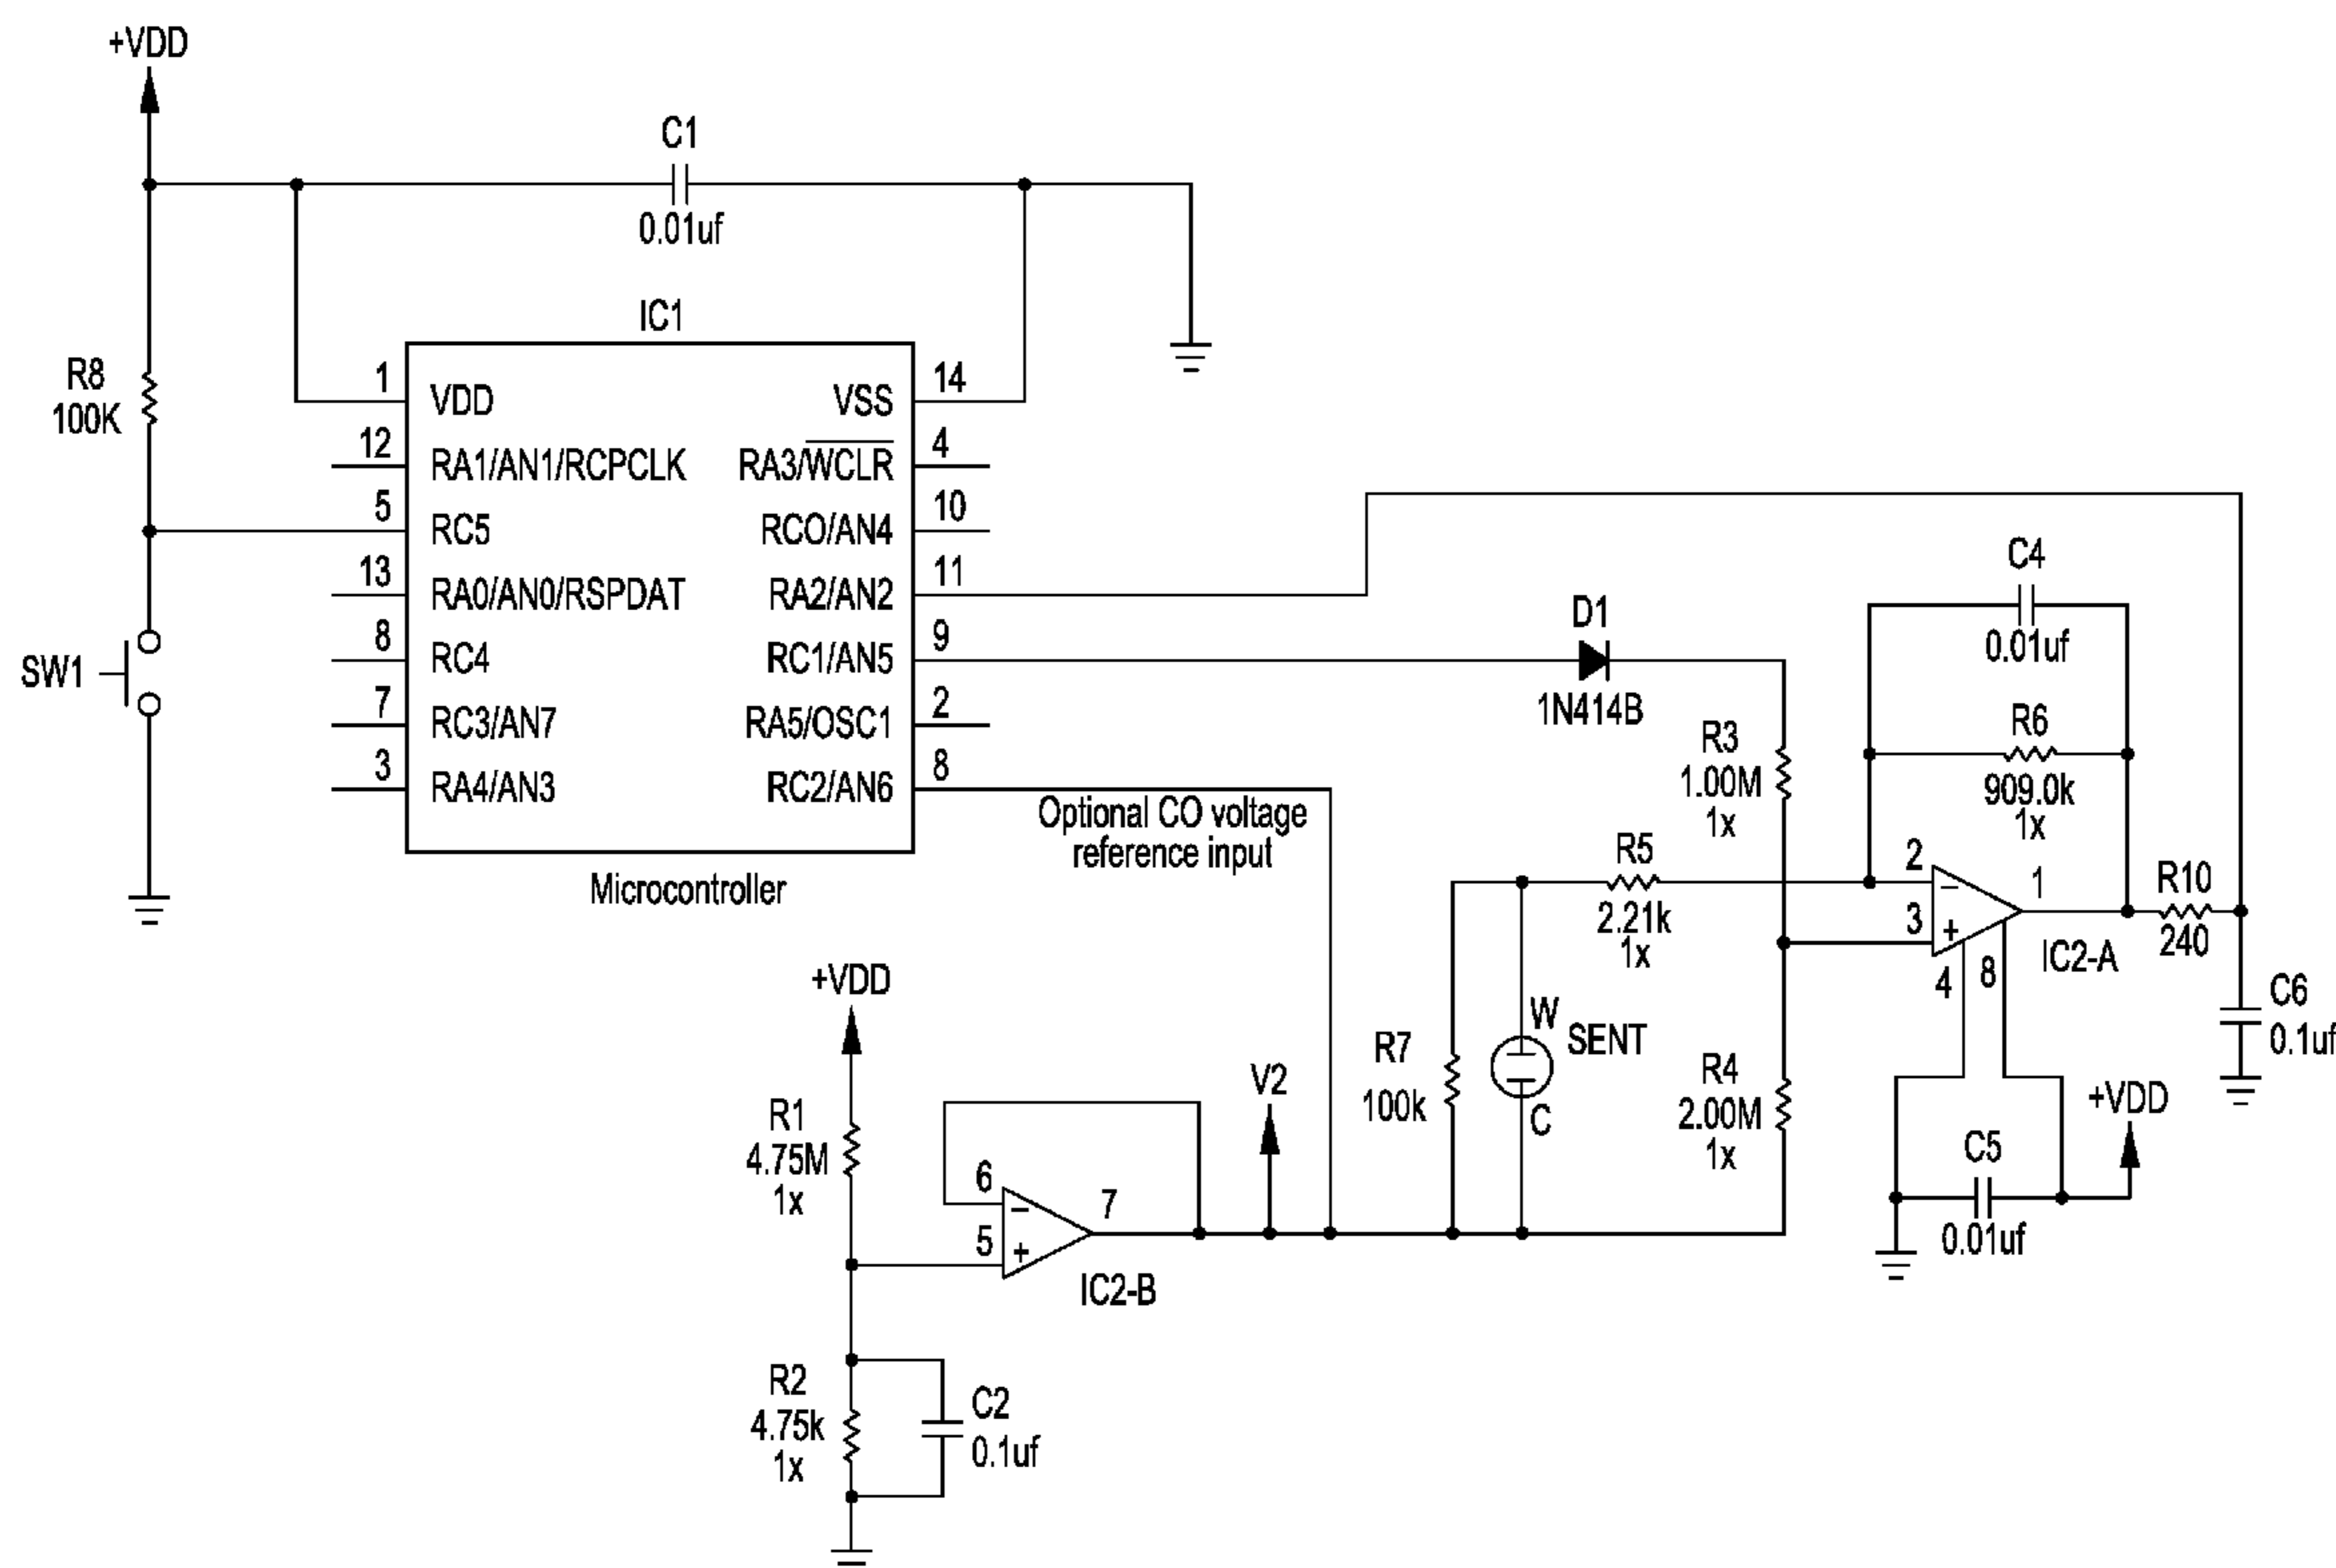 +VDD
C1
0.01uf
IC1
R8
100K
1
VDD
VSS
14
12
RA1/AN1/RCPCLK
RA3/WCLR
4
5
RC5
RCO/AN4
10
13
RA0/AN0/RSPDAT
RA2/AN2
11
8
RC4
RC1/AN5
9
7
RC3/AN7
RA5/OSC1
2
3
RA4/AN3
RC2/AN6
8
SW1
Microcontroller
Optional CO voltage
reference input
D1
1N414B
C4
0.01uf
R3
1.00M
1x
R6
909.0k
1x
R5
2.21k
1x
2
−
3
+
1
4
8
IC2-A
R10
240
C6
0.1uf
+VDD
R1
4.75M
1x
6
−
5
+
7
IC2-B
V2
R7
100k
W
SENT
C
R4
2.00M
1x
C5
0.01uf
+VDD
R2
4.75k
1x
C2
0.1uf